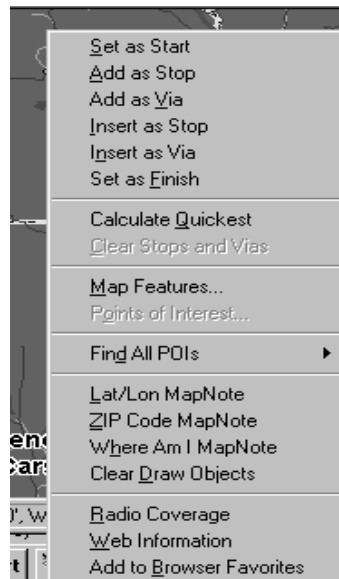 Set as Start
Add as Stop
Add as Via
Insert as Stop
Insert as Via
Set as Finish
Calculate Quickest
Clear Stops and Vias
Map Features...
Points of Interest...
Find All POIs
Lat/Lon MapNote
ZIP Code MapNote
Where Am I MapNote
Clear Draw Objects
Radio Coverage
Web Information
Add to Browser Favorites